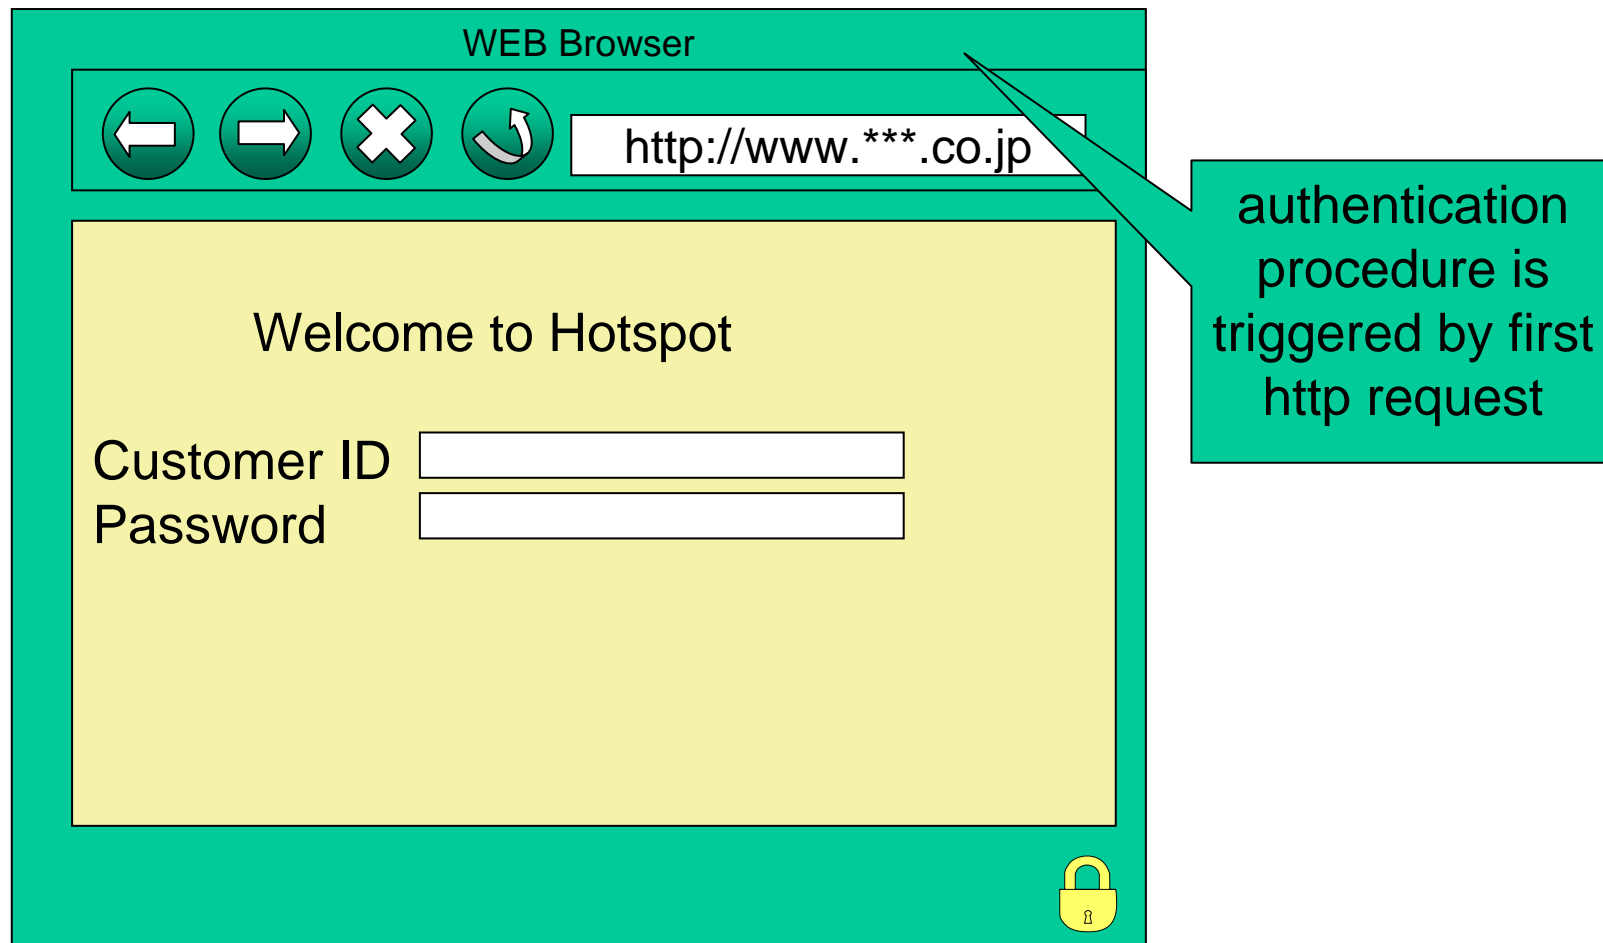 WEB Browser
http://www.***.co.jp
authentication
procedure is
triggered by first
http request
Welcome to Hotspot
Customer ID
Password